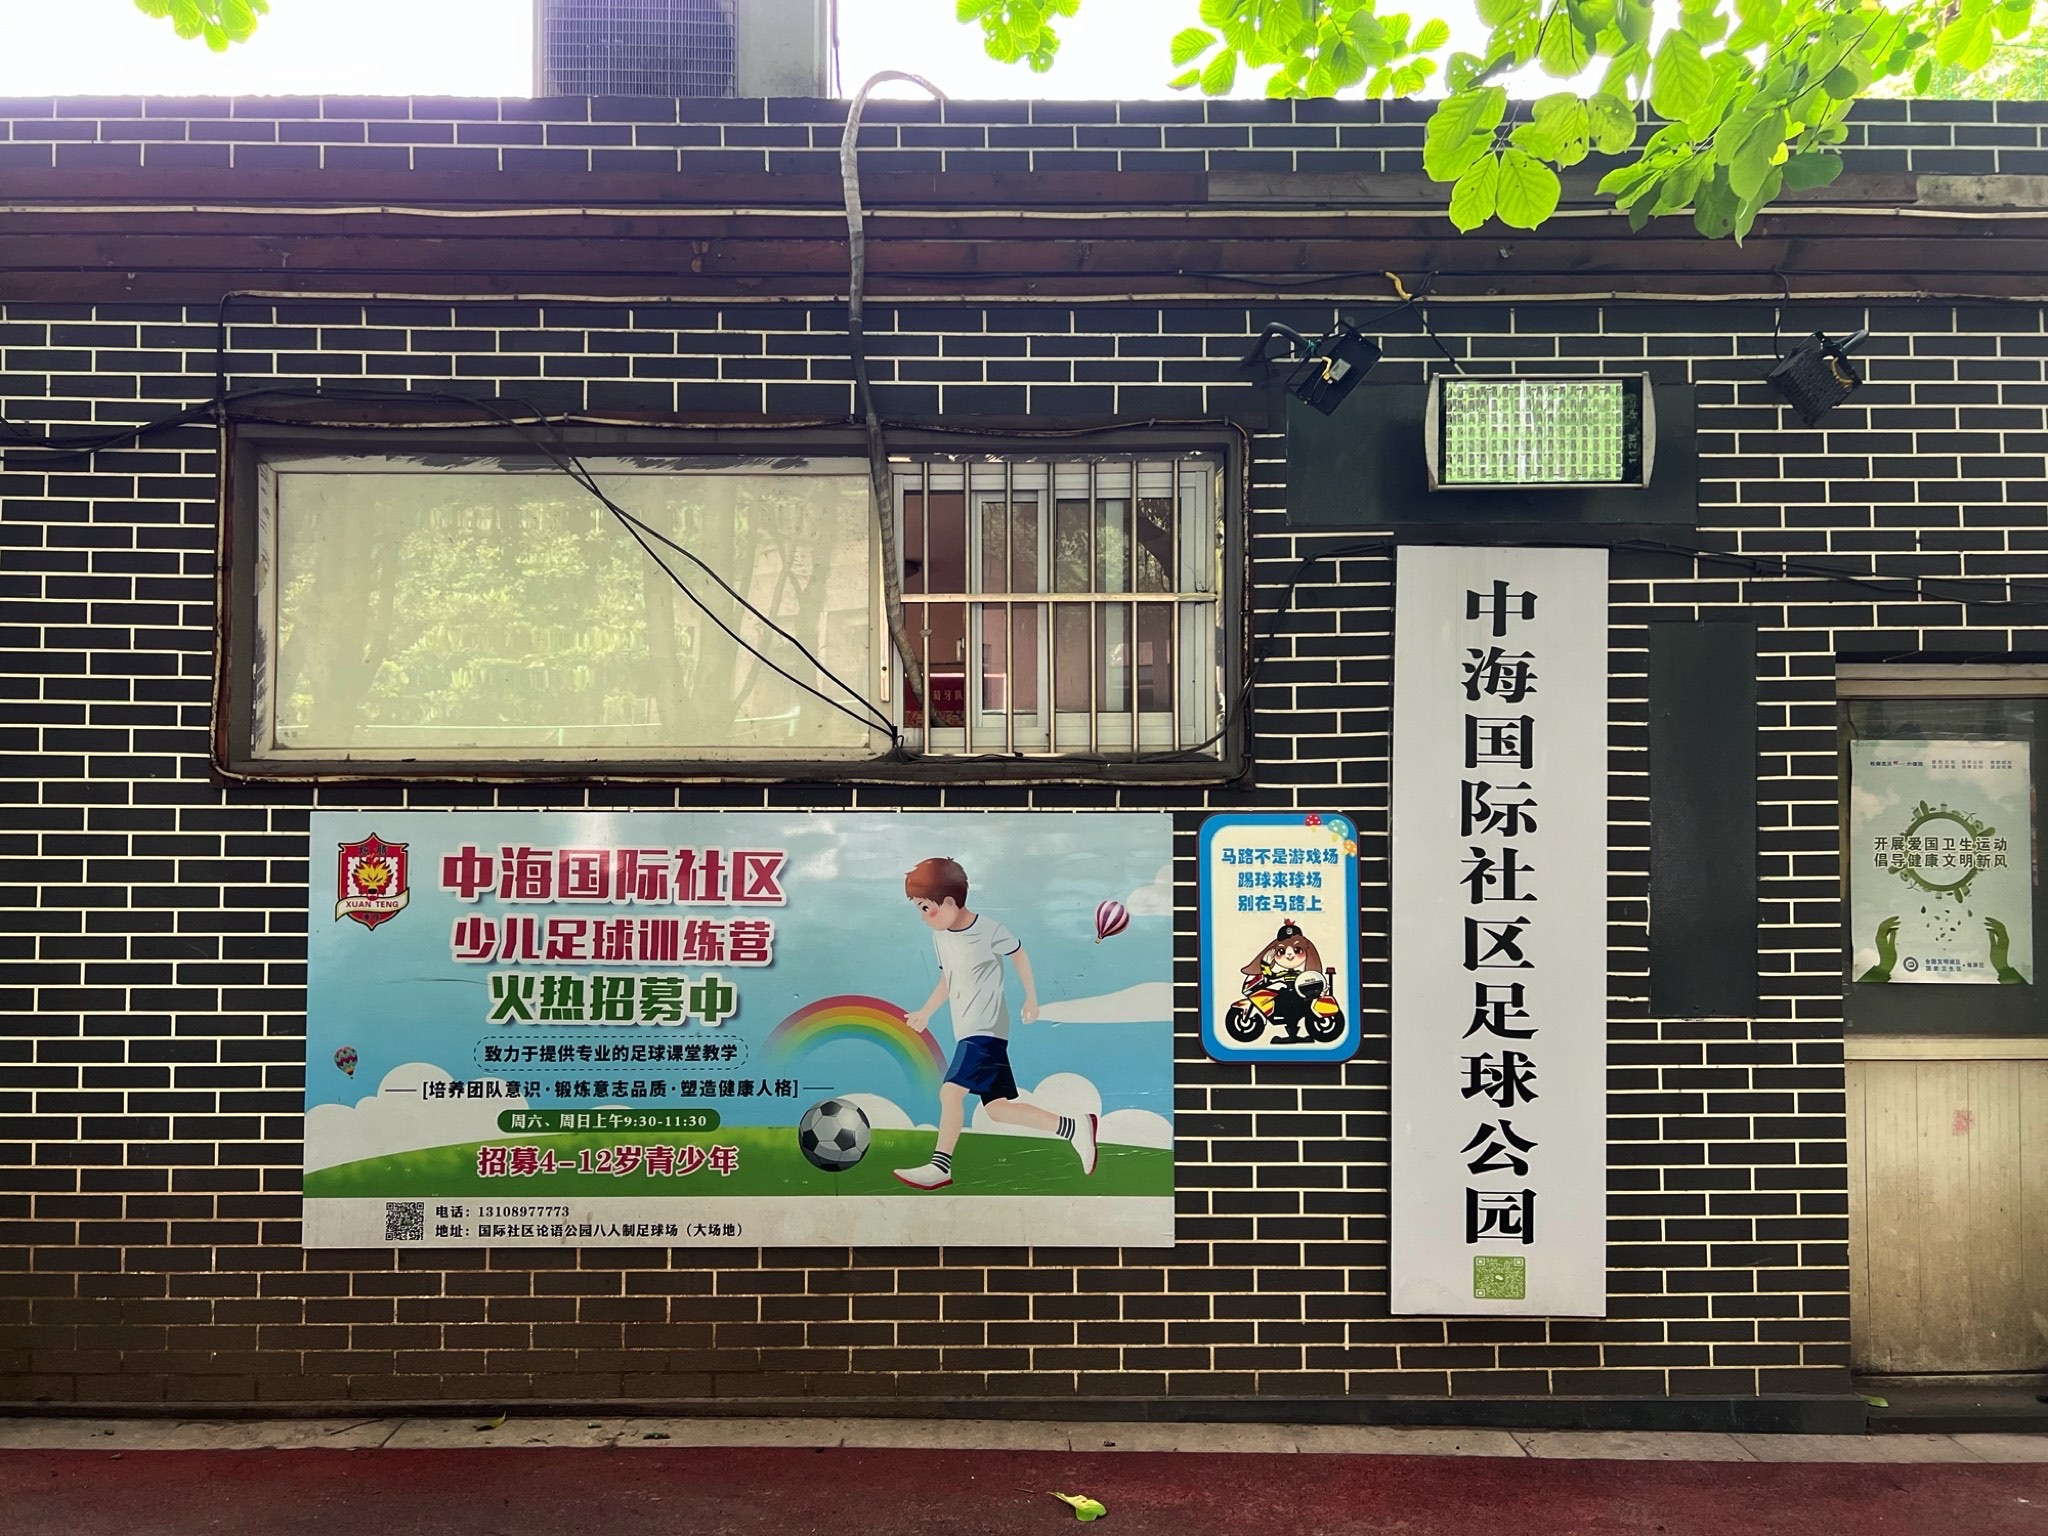 中海国际社区
少儿足球训练营
火热招募中
致力于提供专业的足球课堂教学
[培养团队意识·锻炼意志品质·塑造健康人格]
周六、周日上午9:30-11:30
招募4-12岁青少年
电话：13108977773
地址：国际社区论语公园八人制足球场（大场地）
XUAN TENG
马路不是游戏场
踢球来球场
别在马路上
中海国际社区足球公园
开展爱国卫生运动
倡导健康文明新风
萄牙队